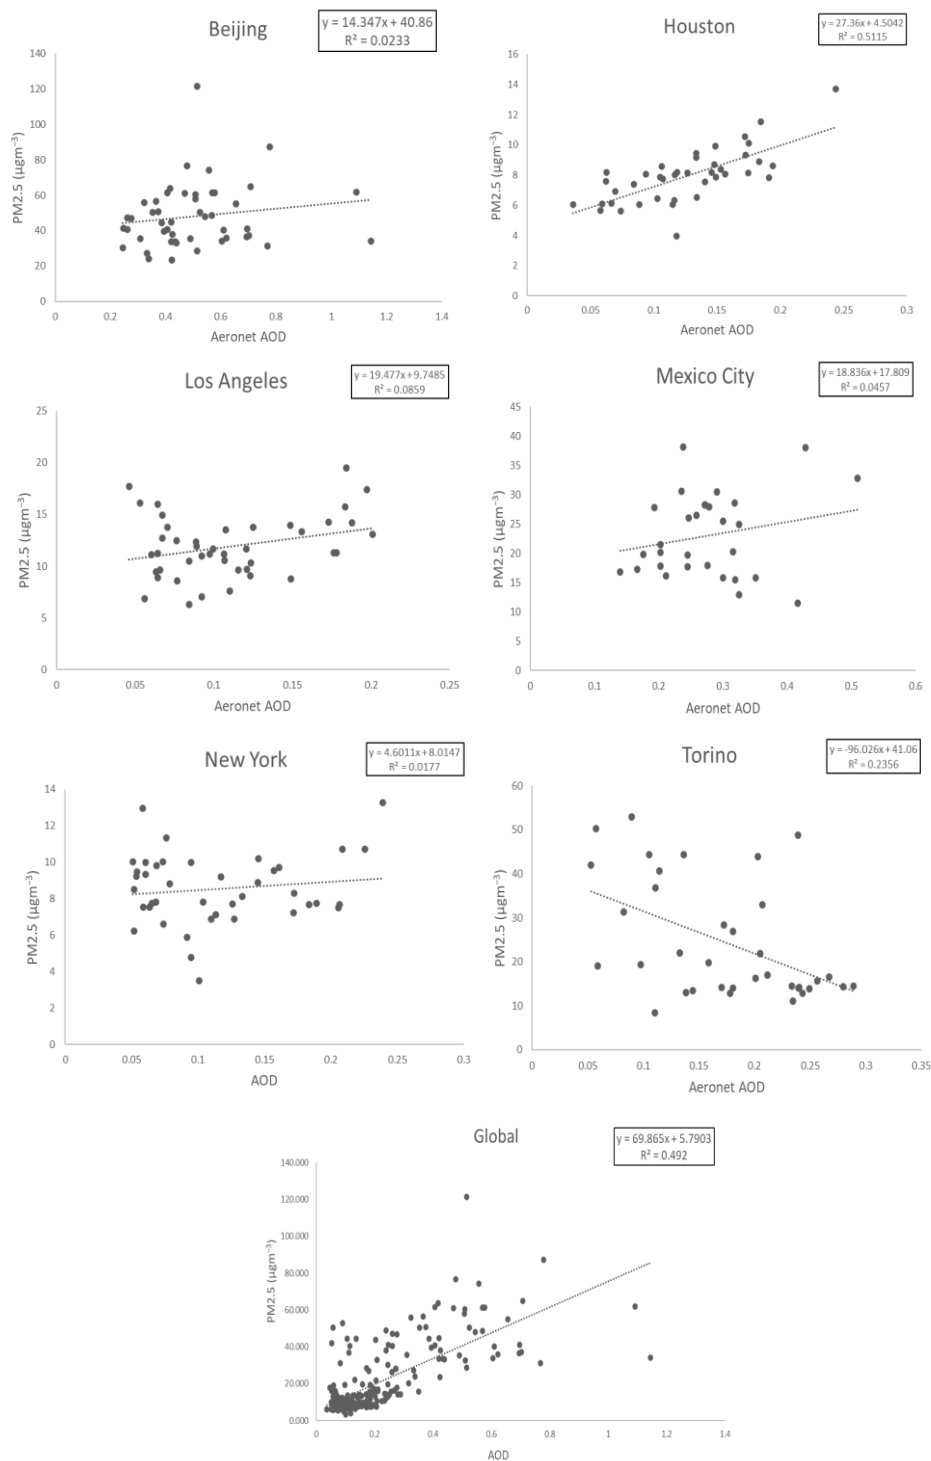 Beijing
y = 14.347x + 40.86
R² = 0.0233
PM2.5 (µgm⁻³)
140
120
100
80
60
40
20
0
0 0.2 0.4 0.6 0.8 1 1.2 1.4
Aeronet AOD
Houston
y = 27.36x + 4.5042
R² = 0.5115
PM2.5 (µgm⁻³)
16
14
12
10
8
6
4
2
0
0 0.05 0.1 0.15 0.2 0.25 0.3
Aeronet AOD
Los Angeles
y = 19.477x + 9.7485
R² = 0.0859
PM2.5 (µgm⁻³)
25
20
15
10
5
0
0 0.05 0.1 0.15 0.2 0.25
Aeronet AOD
Mexico City
y = 18.836x + 17.809
R² = 0.0457
PM2.5 (µgm⁻³)
45
40
35
30
25
20
15
10
5
0
0 0.1 0.2 0.3 0.4 0.5 0.6
Aeronet AOD
New York
y = 4.6011x + 8.0147
R² = 0.0177
PM2.5 (µgm⁻³)
14
12
10
8
6
4
2
0
0 0.05 0.1 0.15 0.2 0.25 0.3
AOD
Torino
y = -96.026x + 41.06
R² = 0.2356
PM2.5 (µgm⁻³)
60
50
40
30
20
10
0
0 0.05 0.1 0.15 0.2 0.25 0.3 0.35
Aeronet AOD
Global
y = 69.865x + 5.7903
R² = 0.492
PM2.5 (µgm⁻³)
140.000
120.000
100.000
80.000
60.000
40.000
20.000
0.000
0 0.2 0.4 0.6 0.8 1 1.2 1.4
AOD